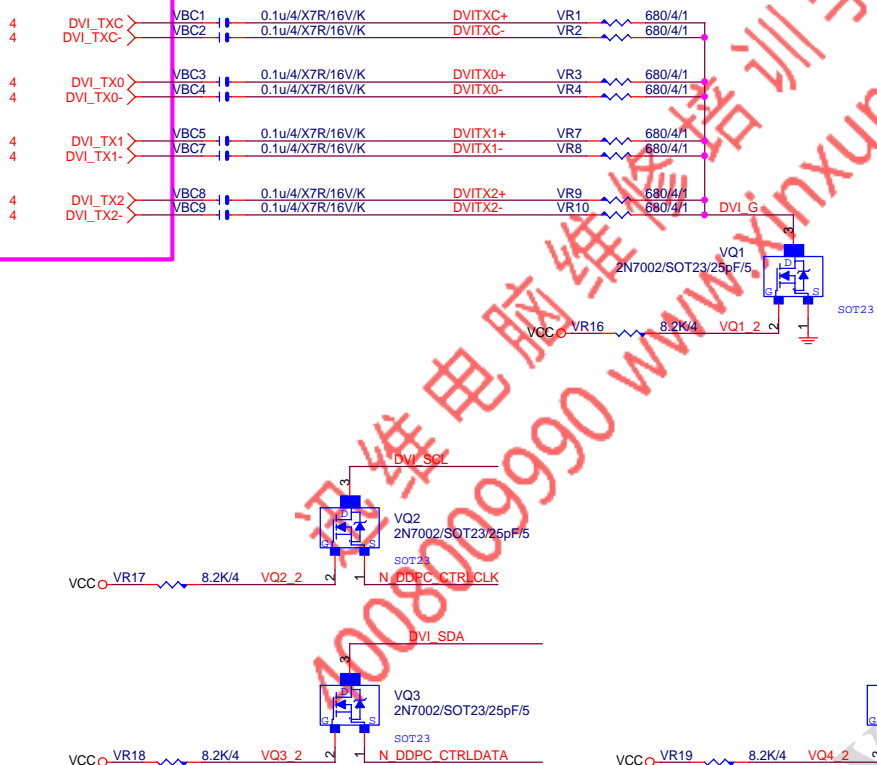 4 DVI_TXC VBC1 0.1u/4/X7R/16V/K DVITXC+ VR1 680/4/1
4 DVI_TXC- VBC2 0.1u/4/X7R/16V/K DVITXC- VR2 680/4/1
4 DVI_TX0 VBC3 0.1u/4/X7R/16V/K DVITX0+ VR3 680/4/1
4 DVI_TX0- VBC4 0.1u/4/X7R/16V/K DVITX0- VR4 680/4/1
4 DVI_TX1 VBC5 0.1u/4/X7R/16V/K DVITX1+ VR7 680/4/1
4 DVI_TX1- VBC7 0.1u/4/X7R/16V/K DVITX1- VR8 680/4/1
4 DVI_TX2 VBC8 0.1u/4/X7R/16V/K DVITX2+ VR9 680/4/1
4 DVI_TX2- VBC9 0.1u/4/X7R/16V/K DVITX2- VR10 680/4/1 DVI_G
3
VQ1
2N7002/SOT23/25pF/5
D
G S
SOT23
VCC VR16 8.2K/4 VQ1_2 2 1
DVI_SCL
3
D
VQ2
2N7002/SOT23/25pF/5
G S
SOT23
VCC VR17 8.2K/4 VQ2_2 2 1 N_DDPC_CTRLCLK
DVI_SDA
3
D
VQ3
2N7002/SOT23/25pF/5
G S
G
SOT23
VCC VR18 8.2K/4 VQ3_2 2 1 N_DDPC_CTRLDATA
VCC VR19 8.2K/4 VQ4_2 2
迅维电脑维修培训
4008009990 www.xinxun